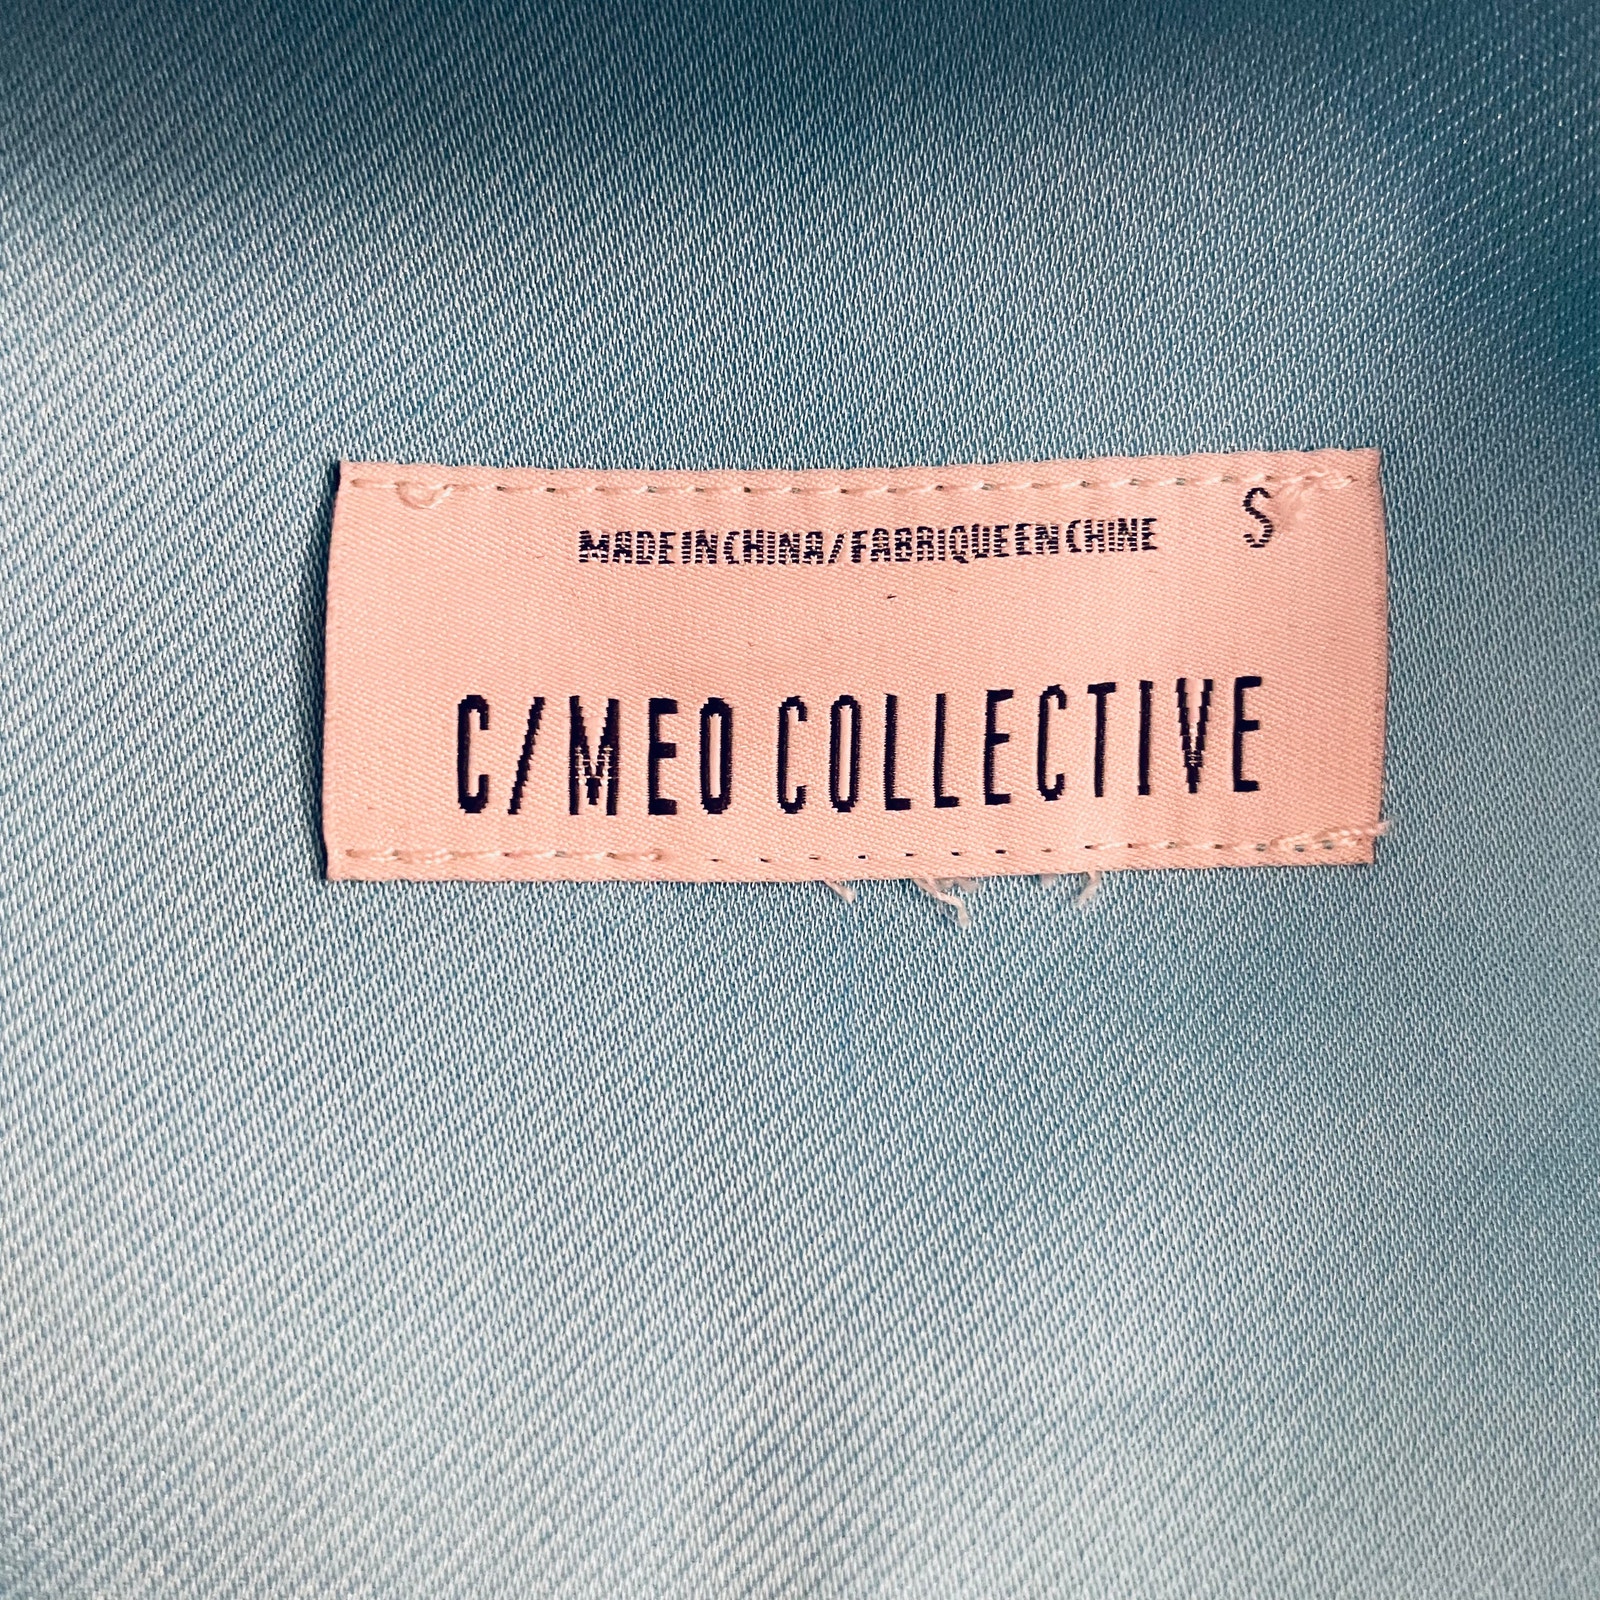 MADE IN CHINA/FABRIQUE EN CHINE S
C/MEO COLLECTIVE